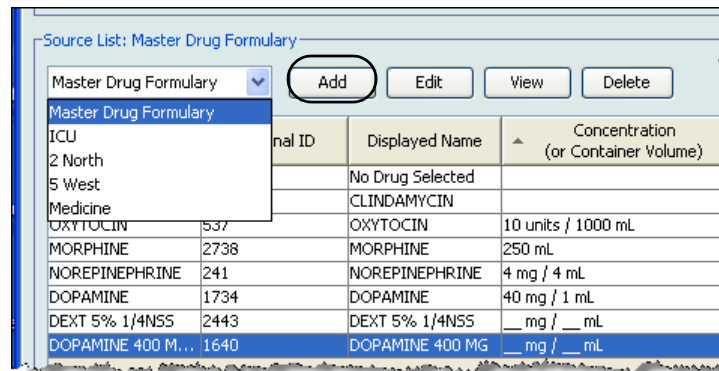 Source List: Master Drug Formulary
Master Drug Formulary Add Edit View Delete
Master Drug Formulary
ICU
2 North
5 West
Medicine
nal ID Displayed Name Concentration
(or Container Volume)
No Drug Selected
CLINDAMYCIN
OXYTOCIN 537 OXYTOCIN 10 units / 1000 mL
MORPHINE 2738 MORPHINE 250 mL
NOREPINEPHRINE 241 NOREPINEPHRINE 4 mg / 4 mL
DOPAMINE 1734 DOPAMINE 40 mg / 1 mL
DEXT 5% 1/4NSS 2443 DEXT 5% 1/4NSS __ mg / __ mL
DOPAMINE 400 M... 1640 DOPAMINE 400 MG __ mg / __ mL